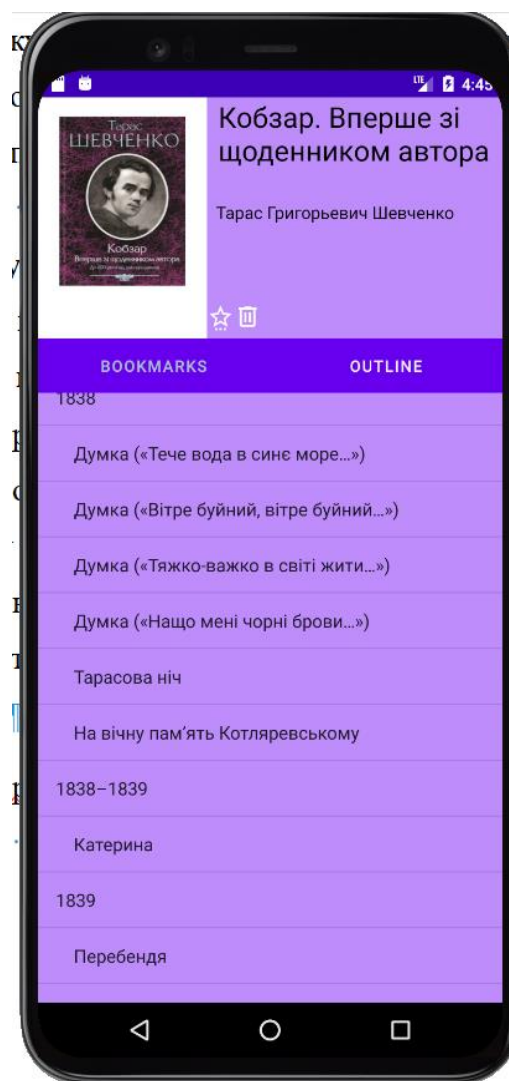 LTE 4:45
Терас
ШЕВЧЕНКО
Кобзар
Вперше зі щоденником автора
Кобзар. Вперше зі
щоденником автора
Тарас Григорьевич Шевченко
BOOKMARKS OUTLINE
1838
Думка («Тече вода в синє море…»)
Думка («Вітре буйний, вітре буйний…»)
Думка («Тяжко-важко в світі жити…»)
Думка («Нащо мені чорні брови…»)
Тарасова ніч
На вічну пам’ять Котляревському
1838–1839
Катерина
1839
Перебендя